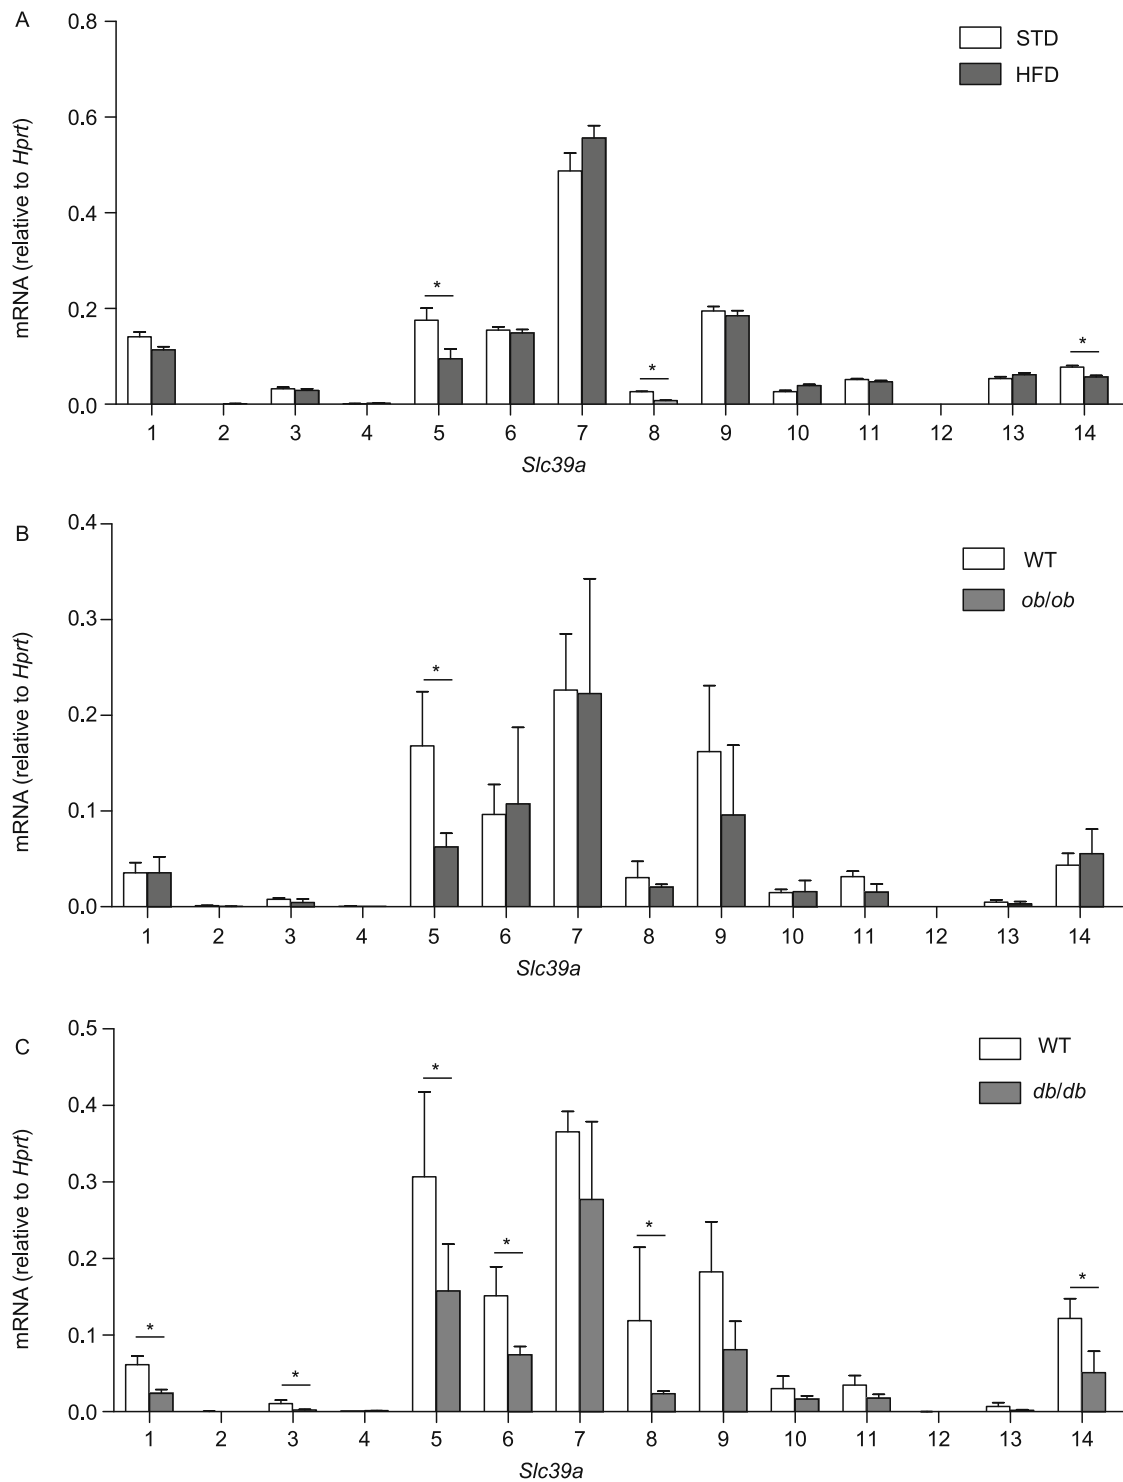 A
0.8
STD
HFD
0.6
mRNA (relative to Hprt)
0.4
*
0.2
*
*
0.0
1 2 3 4 5 6 7 8 9 10 11 12 13 14
Slc39a
B
0.4
WT
ob/ob
0.3
mRNA (relative to Hprt)
*
0.2
0.1
0.0
1 2 3 4 5 6 7 8 9 10 11 12 13 14
Slc39a
C
0.5
WT
db/db
*
0.4
mRNA (relative to Hprt)
0.3
*
*
0.2
*
0.1
*
*
0.0
1 2 3 4 5 6 7 8 9 10 11 12 13 14
Slc39a